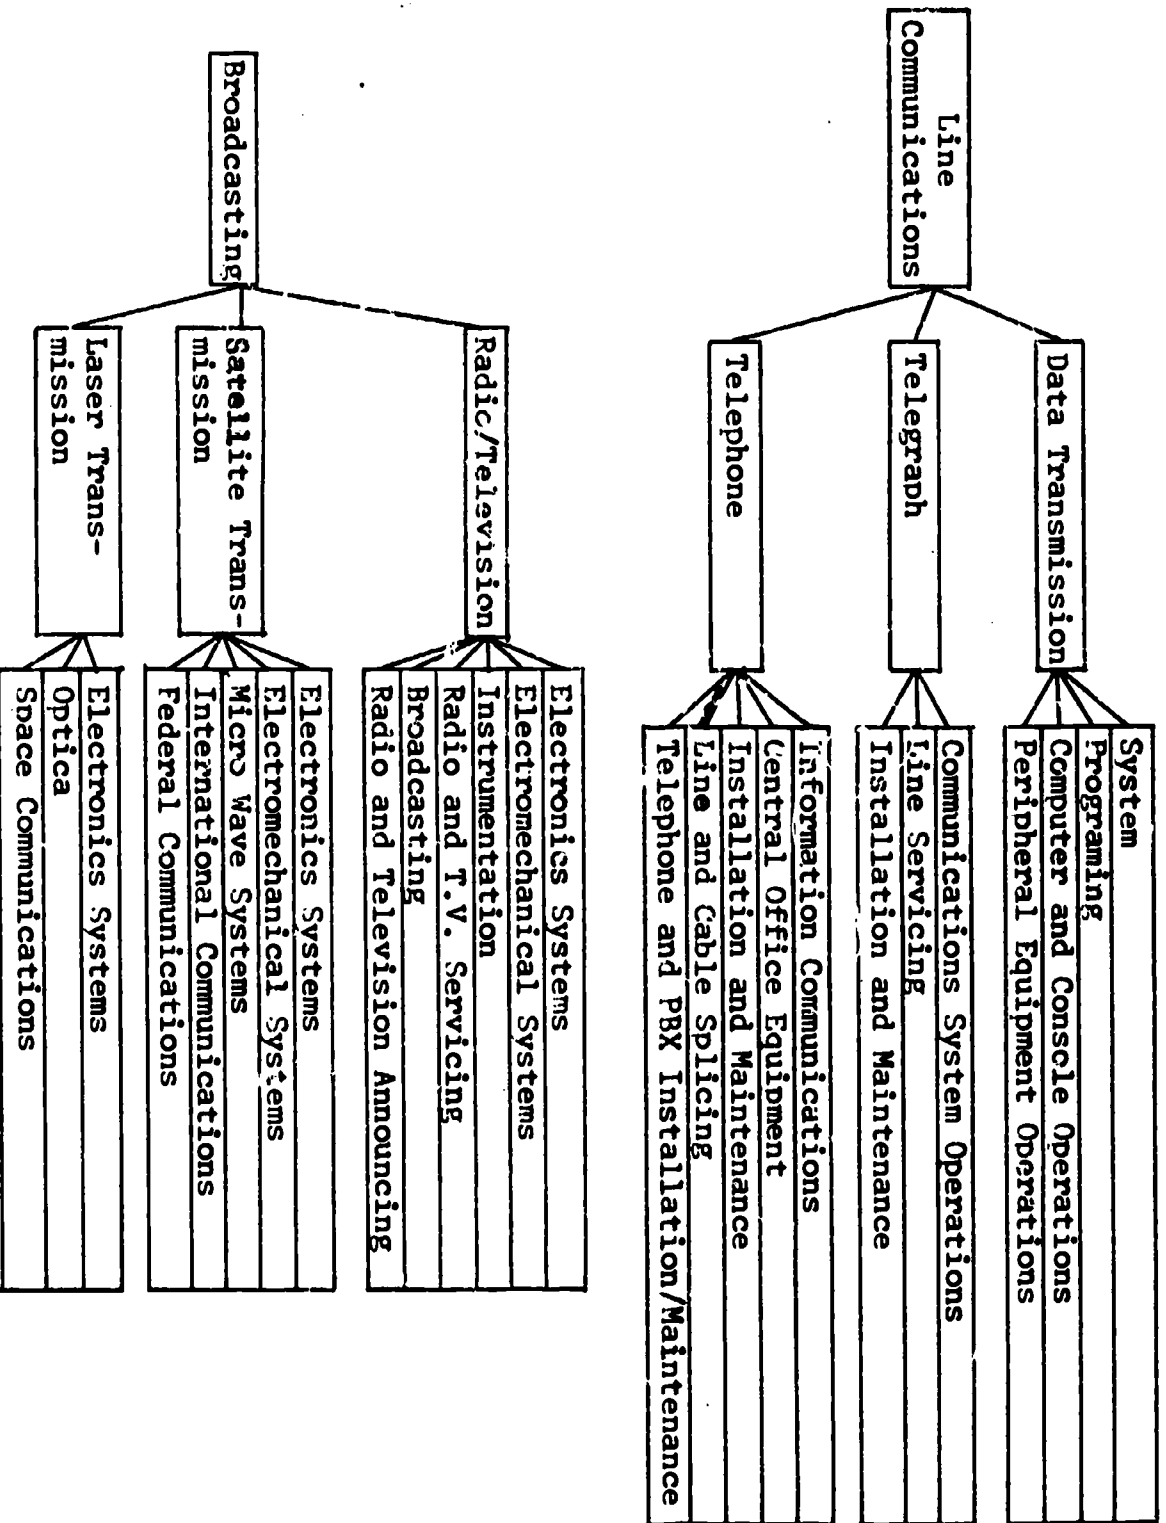 Line
Communications
Data Transmission
System
Programing
Computer and Console Operations
Peripheral Equipment Operations
Telegraph
Communications System Operations
Line Servicing
Installation and Maintenance
Telephone
Information Communications
Central Office Equipment
Installation and Maintenance
Line and Cable Splicing
Telephone and PBX Installation/Maintenance
Broadcasting
Radio/Television
Electronics Systems
Electromechanical Systems
Instrumentation
Radio and T.V. Servicing
Broadcasting
Radio and Television Announcing
Satellite Trans-
mission
Electronics Systems
Electromechanical Systems
Micro Wave Systems
International Communications
Federal Communications
Laser Trans-
mission
Electronics Systems
Optica
Space Communications